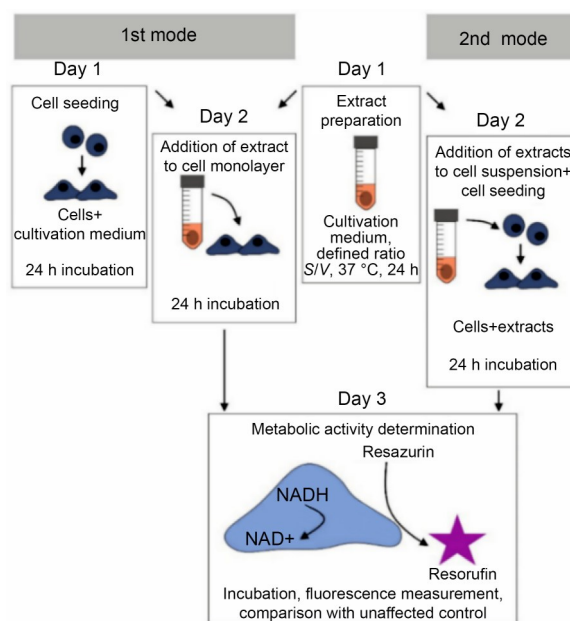 1st mode
2nd mode
Day 1
Cell seeding
Cells+
cultivation medium
24 h incubation
Day 2
Addition of extract
to cell monolayer
24 h incubation
Day 1
Extract
preparation
Cultivation
medium,
defined ratio
S/V, 37 °C, 24 h
Day 2
Addition of extracts
to cell suspension+
cell seeding
Cells+extracts
24 h incubation
Day 3
Metabolic activity determination
Resazurin
NADH
NAD+
Resorufin
Incubation, fluorescence measurement,
comparison with unaffected control